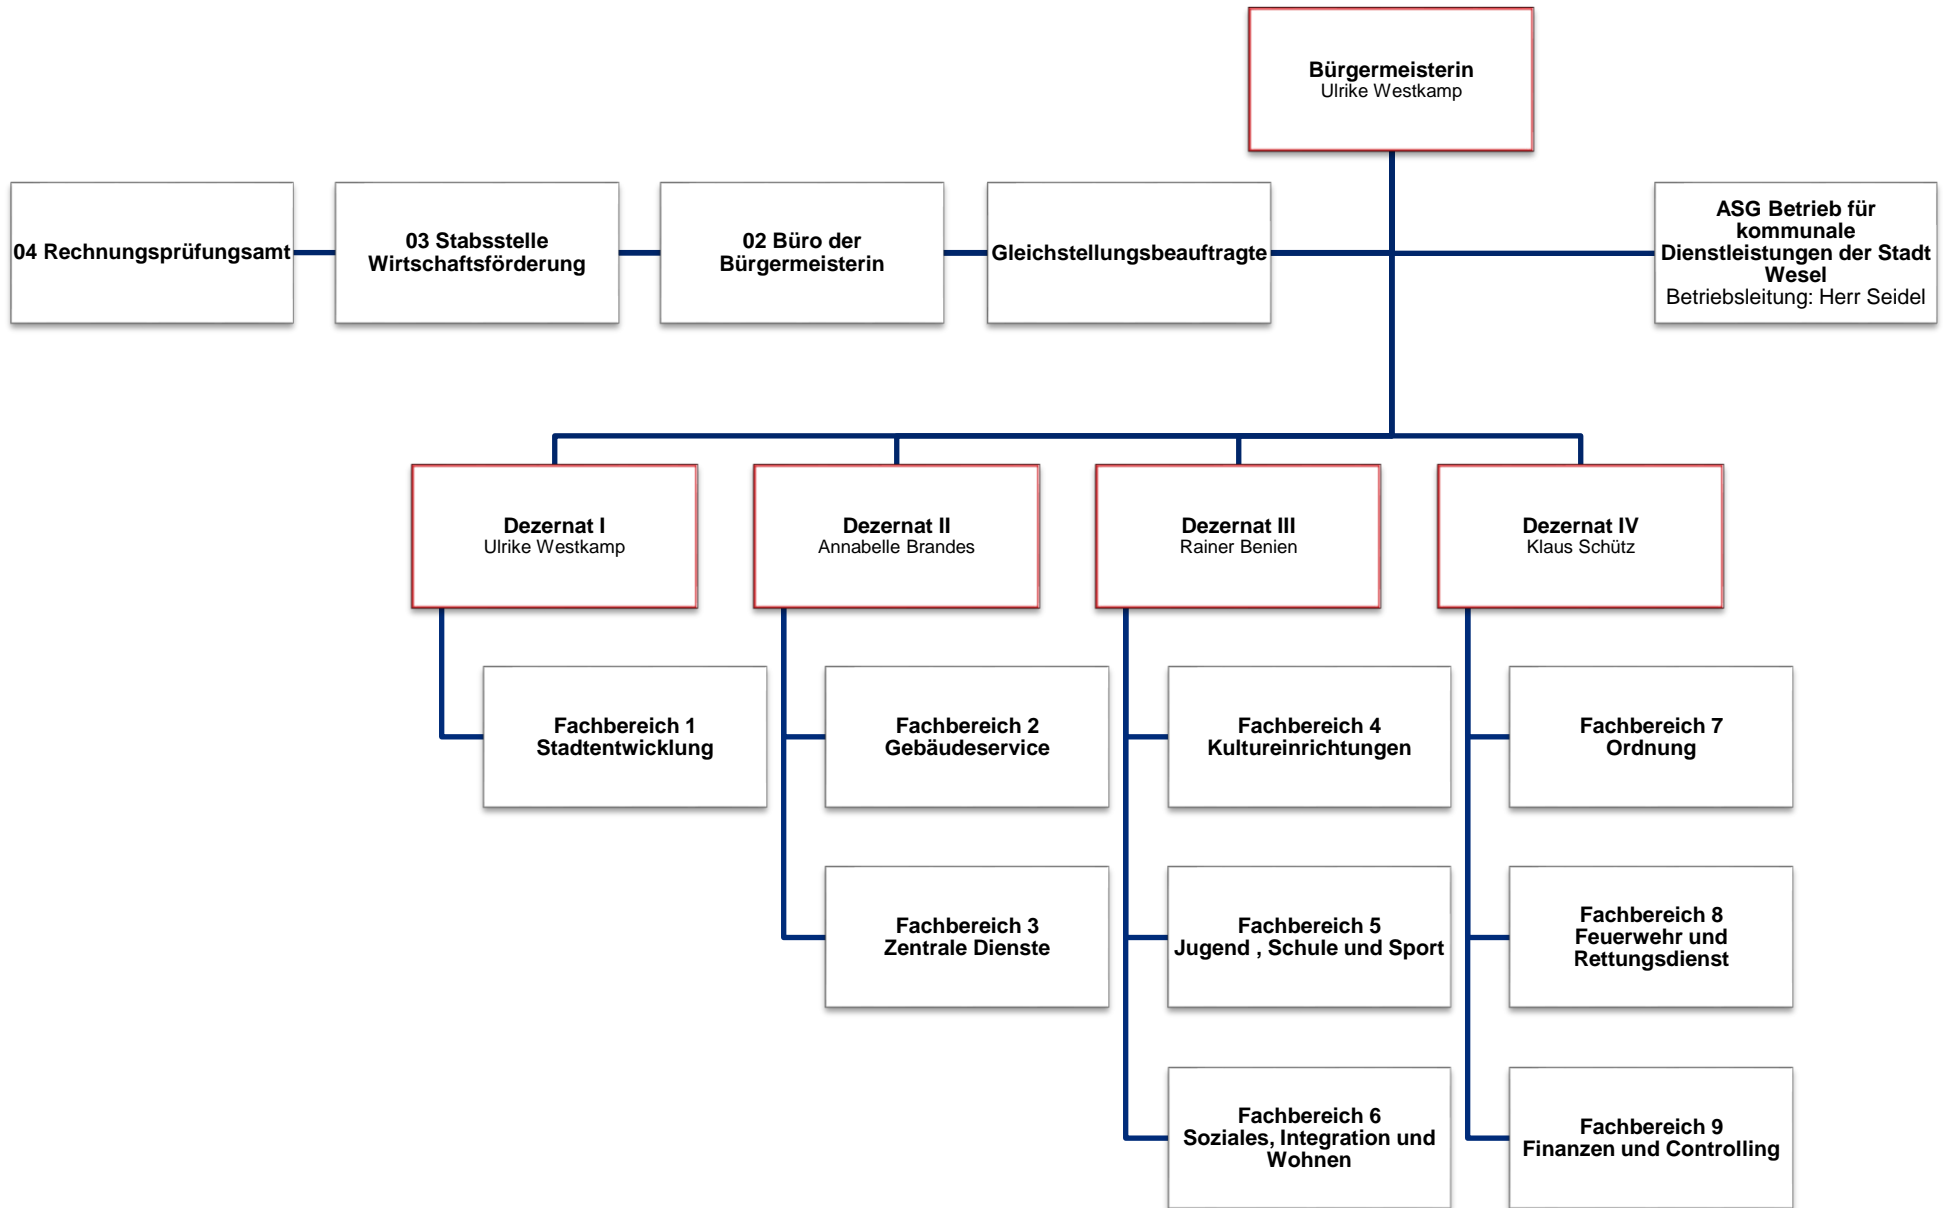 Bürgermeisterin
Ulrike Westkamp
04 Rechnungsprüfungsamt
03 Stabsstelle
Wirtschaftsförderung
02 Büro der
Bürgermeisterin
Gleichstellungsbeauftragte
ASG Betrieb für
kommunale
Dienstleistungen der Stadt
Wesel
Betriebsleitung: Herr Seidel
Dezernat I
Ulrike Westkamp
Dezernat II
Annabelle Brandes
Dezernat III
Rainer Benien
Dezernat IV
Klaus Schütz
Fachbereich 1
Stadtentwicklung
Fachbereich 2
Gebäudeservice
Fachbereich 4
Kultureinrichtungen
Fachbereich 7
Ordnung
Fachbereich 3
Zentrale Dienste
Fachbereich 5
Jugend , Schule und Sport
Fachbereich 8
Feuerwehr und
Rettungsdienst
Fachbereich 6
Soziales, Integration und
Wohnen
Fachbereich 9
Finanzen und Controlling